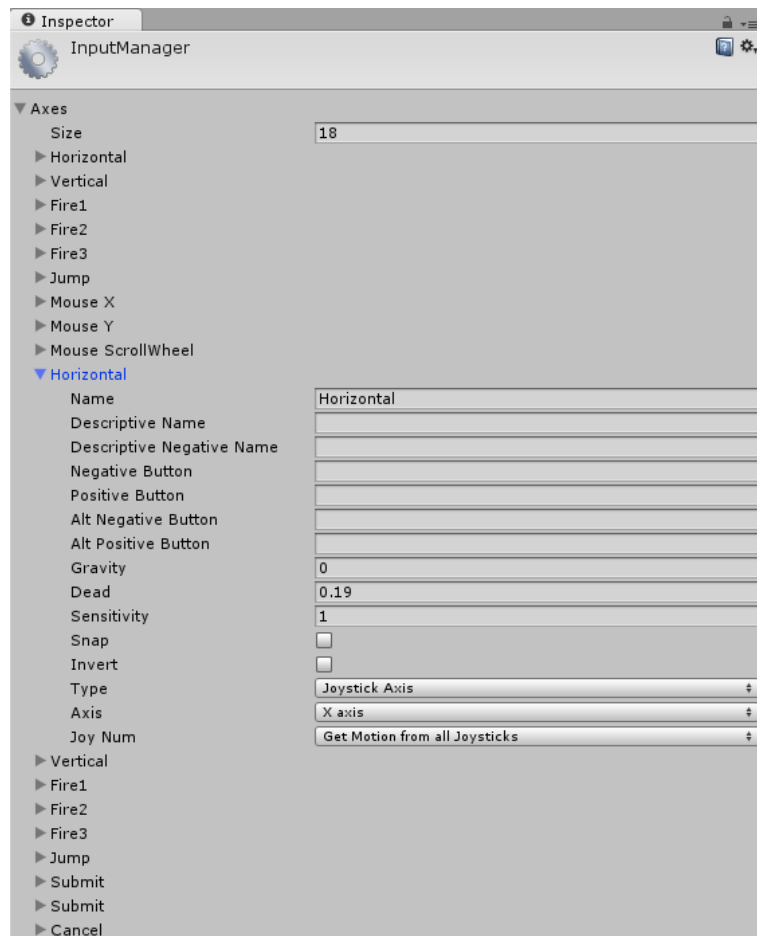 Inspector
InputManager
Axes
Size 18
Horizontal
Vertical
Fire1
Fire2
Fire3
Jump
Mouse X
Mouse Y
Mouse ScrollWheel
Horizontal
Name Horizontal
Descriptive Name
Descriptive Negative Name
Negative Button
Positive Button
Alt Negative Button
Alt Positive Button
Gravity 0
Dead 0.19
Sensitivity 1
Snap
Invert
Type Joystick Axis
Axis X axis
Joy Num Get Motion from all Joysticks
Vertical
Fire1
Fire2
Fire3
Jump
Submit
Submit
Cancel